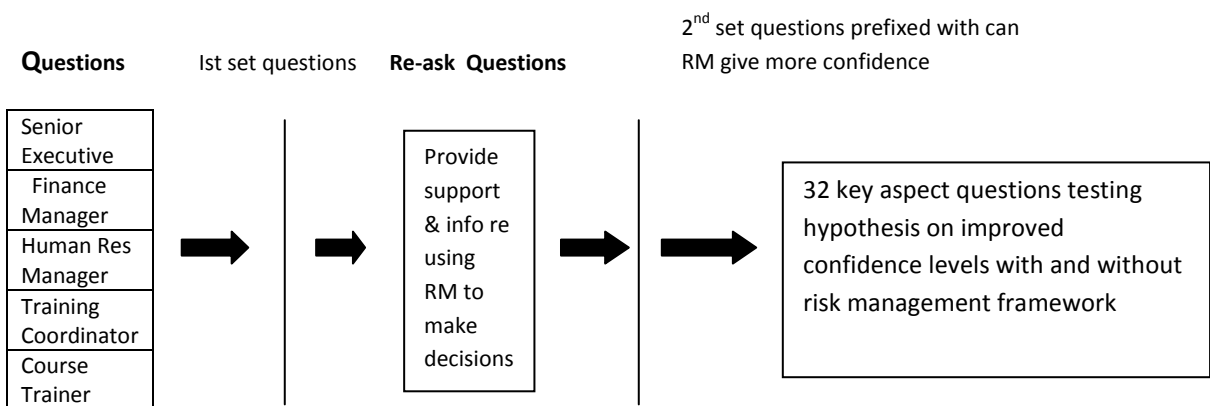 2nd set questions prefixed with can
RM give more confidence
Questions
Ist set questions
Re-ask Questions
Senior
Executive
Finance
Manager
Human Res
Manager
Training
Coordinator
Course
Trainer
Provide
support
& info re
using
RM to
make
decisions
32 key aspect questions testing
hypothesis on improved
confidence levels with and without
risk management framework